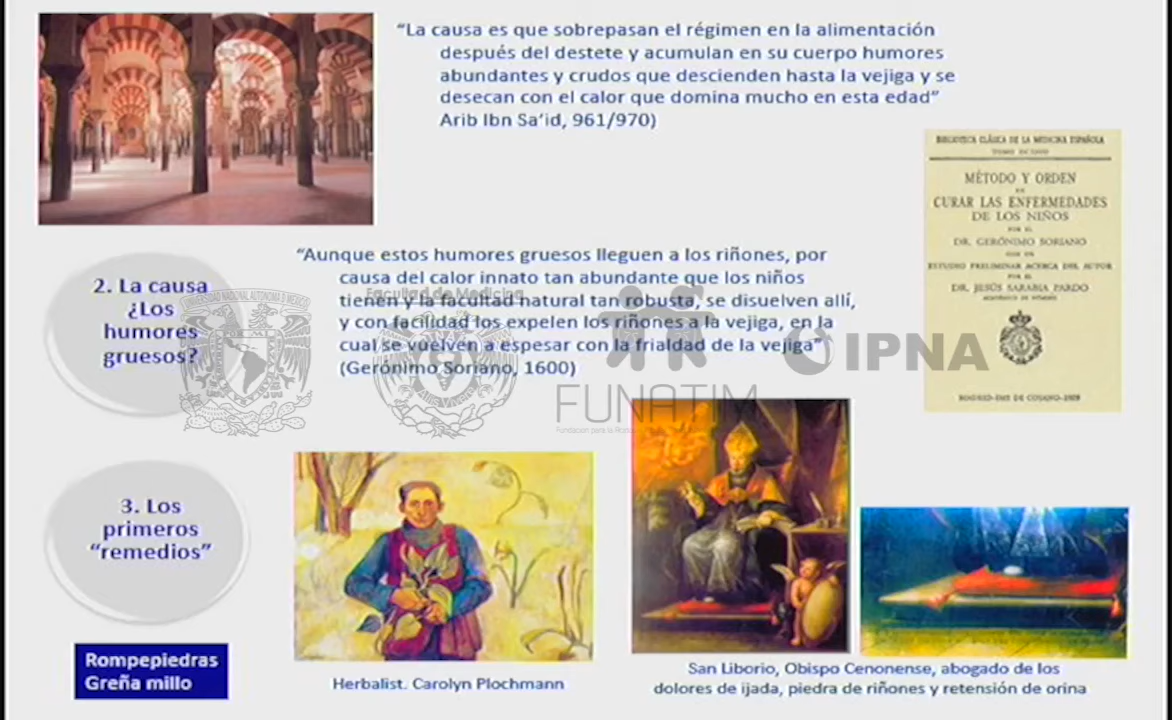 “La causa es que sobrepasan el régimen en la alimentación
después del destete y acumulan en su cuerpo humores
abundantes y crudos que descienden hasta la vejiga y se
desecan con el calor que domina mucho en esta edad”
Arib Ibn Sa’id, 961/970)
BIBLIOTECA CLÁSICA DE LA MEDICINA ESPAÑOLA
MÉTODO Y ORDEN
CURAR LAS ENFERMEDADES
DE LOS NIÑOS
POR EL
DR. GERÓNIMO SORIANO
ESTUDIO PRELIMINAR ACERCA DEL AUTOR
POR EL
DR. JESÚS SARABIA PARDO
2. La causa
¿Los
humores
gruesos?
“Aunque estos humores gruesos lleguen a los riñones, por
causa del calor innato tan abundante que los niños
tienen y la facultad natural tan robusta, se disuelven allí,
y con facilidad los expelen los riñones a la vejiga, en la
cual se vuelven a espesar con la frialdad de la vejiga”
(Gerónimo Soriano, 1600)
Facultad de Medicina
FUNATIM
IPNA
3. Los
primeros
“remedios”
Rompepiedras
Greña millo
Herbalist. Carolyn Plochmann
San Liborio, Obispo Cenonense, abogado de los
dolores de ijada, piedra de riñones y retensión de orina